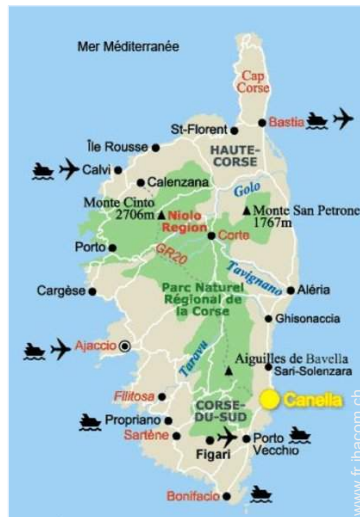 Mer Méditerranée
Cap
Corse
Bastia
St-Florent
Île Rousse
HAUTE-
CORSE
Calvi
Calenzana
Golo
Monte Cinto
2706m
Niolo
Region
Monte San Petrone
1767m
Corte
Porto
GR20
Tavignano
Cargèse
Parc Naturel
Régional de
la Corse
Aléria
Ghisonaccia
Ajaccio
Taravu
Aiguilles de Bavella
Sari-Solenzara
Filitosa
CORSE-
DU-SUD
Canella
Propriano
Sartène
Figari
Porto
Vecchio
Bonifacio
www.fr.ihacom.ch